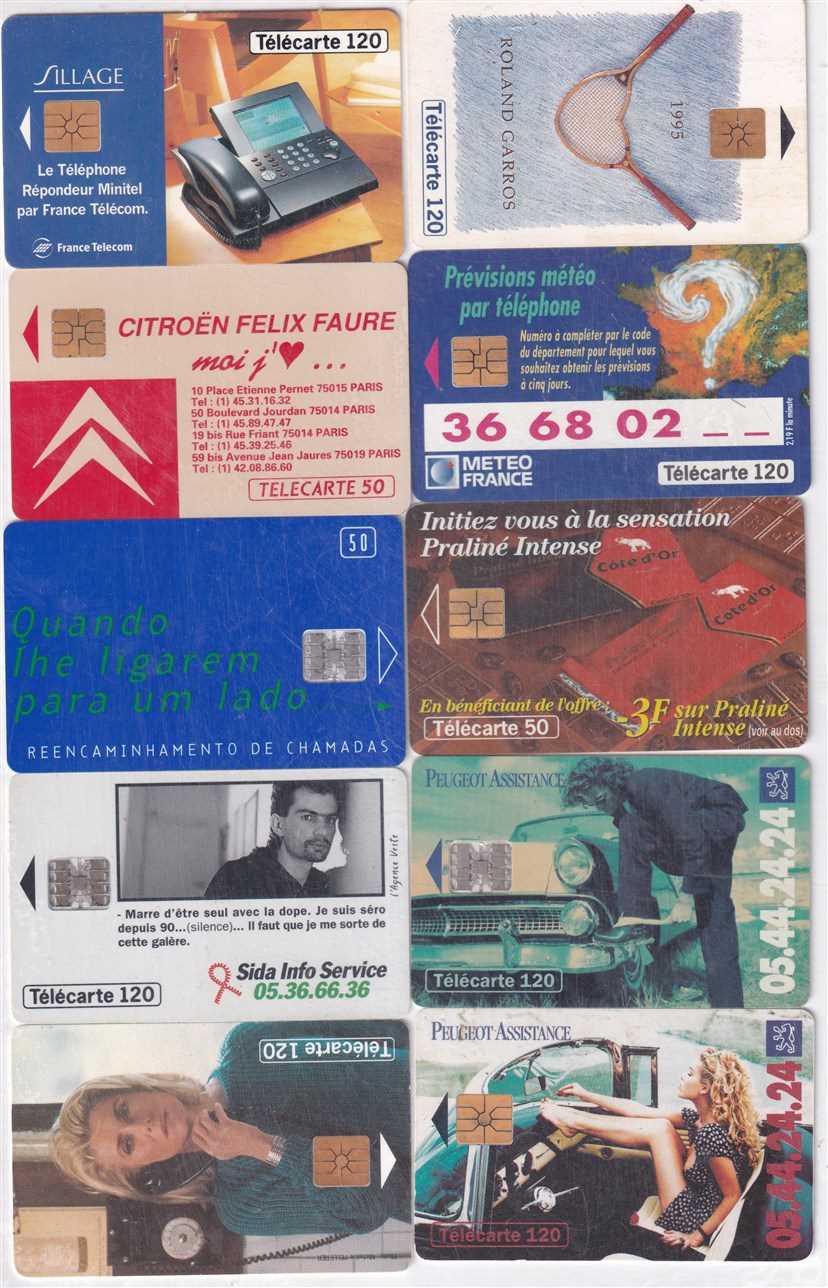 SILLAGE
Télécarte 120
Le Téléphone
Répondeur Minitel
par France Télécom.
France Telecom
ROLAND GARROS
1995
Télécarte 120
CITROËN FELIX FAURE
moi j'♥ ...
10 Place Etienne Pernet 75015 PARIS
Tel : (1) 45.31.16.32
50 Boulevard Jourdan 75014 PARIS
Tel : (1) 45.89.47.47
19 bis Rue Friant 75014 PARIS
Tel : (1) 45.39.25.46
59 bis Avenue Jean Jaures 75019 PARIS
Tel : (1) 42.08.86.60
TELECARTE 50
Prévisions météo
par téléphone
Numéro à compléter par le code
du département pour lequel vous
souhaitez obtenir les prévisions
à cinq jours.
36 68 02 _ _
2,19 F la minute
METEO
FRANCE
Télécarte 120
50
Quando
lhe ligarem
para um lado...
REENCAMINHAMENTO DE CHAMADAS
Initiez vous à la sensation
Praliné Intense
Côte d'Or
Côte d'Or
En bénéficiant de l'offre :
-3F sur Praliné
Intense (voir au dos)
Télécarte 50
l'Agence Verte
- Marre d'être seul avec la dope. Je suis séro
depuis 90...(silence)... Il faut que je me sorte de
cette galère.
Sida Info Service
05.36.66.36
Télécarte 120
PEUGEOT ASSISTANCE
05.44.24.24
Télécarte 120
Télécarte 120
PEUGEOT ASSISTANCE
05.44.24.24
Télécarte 120